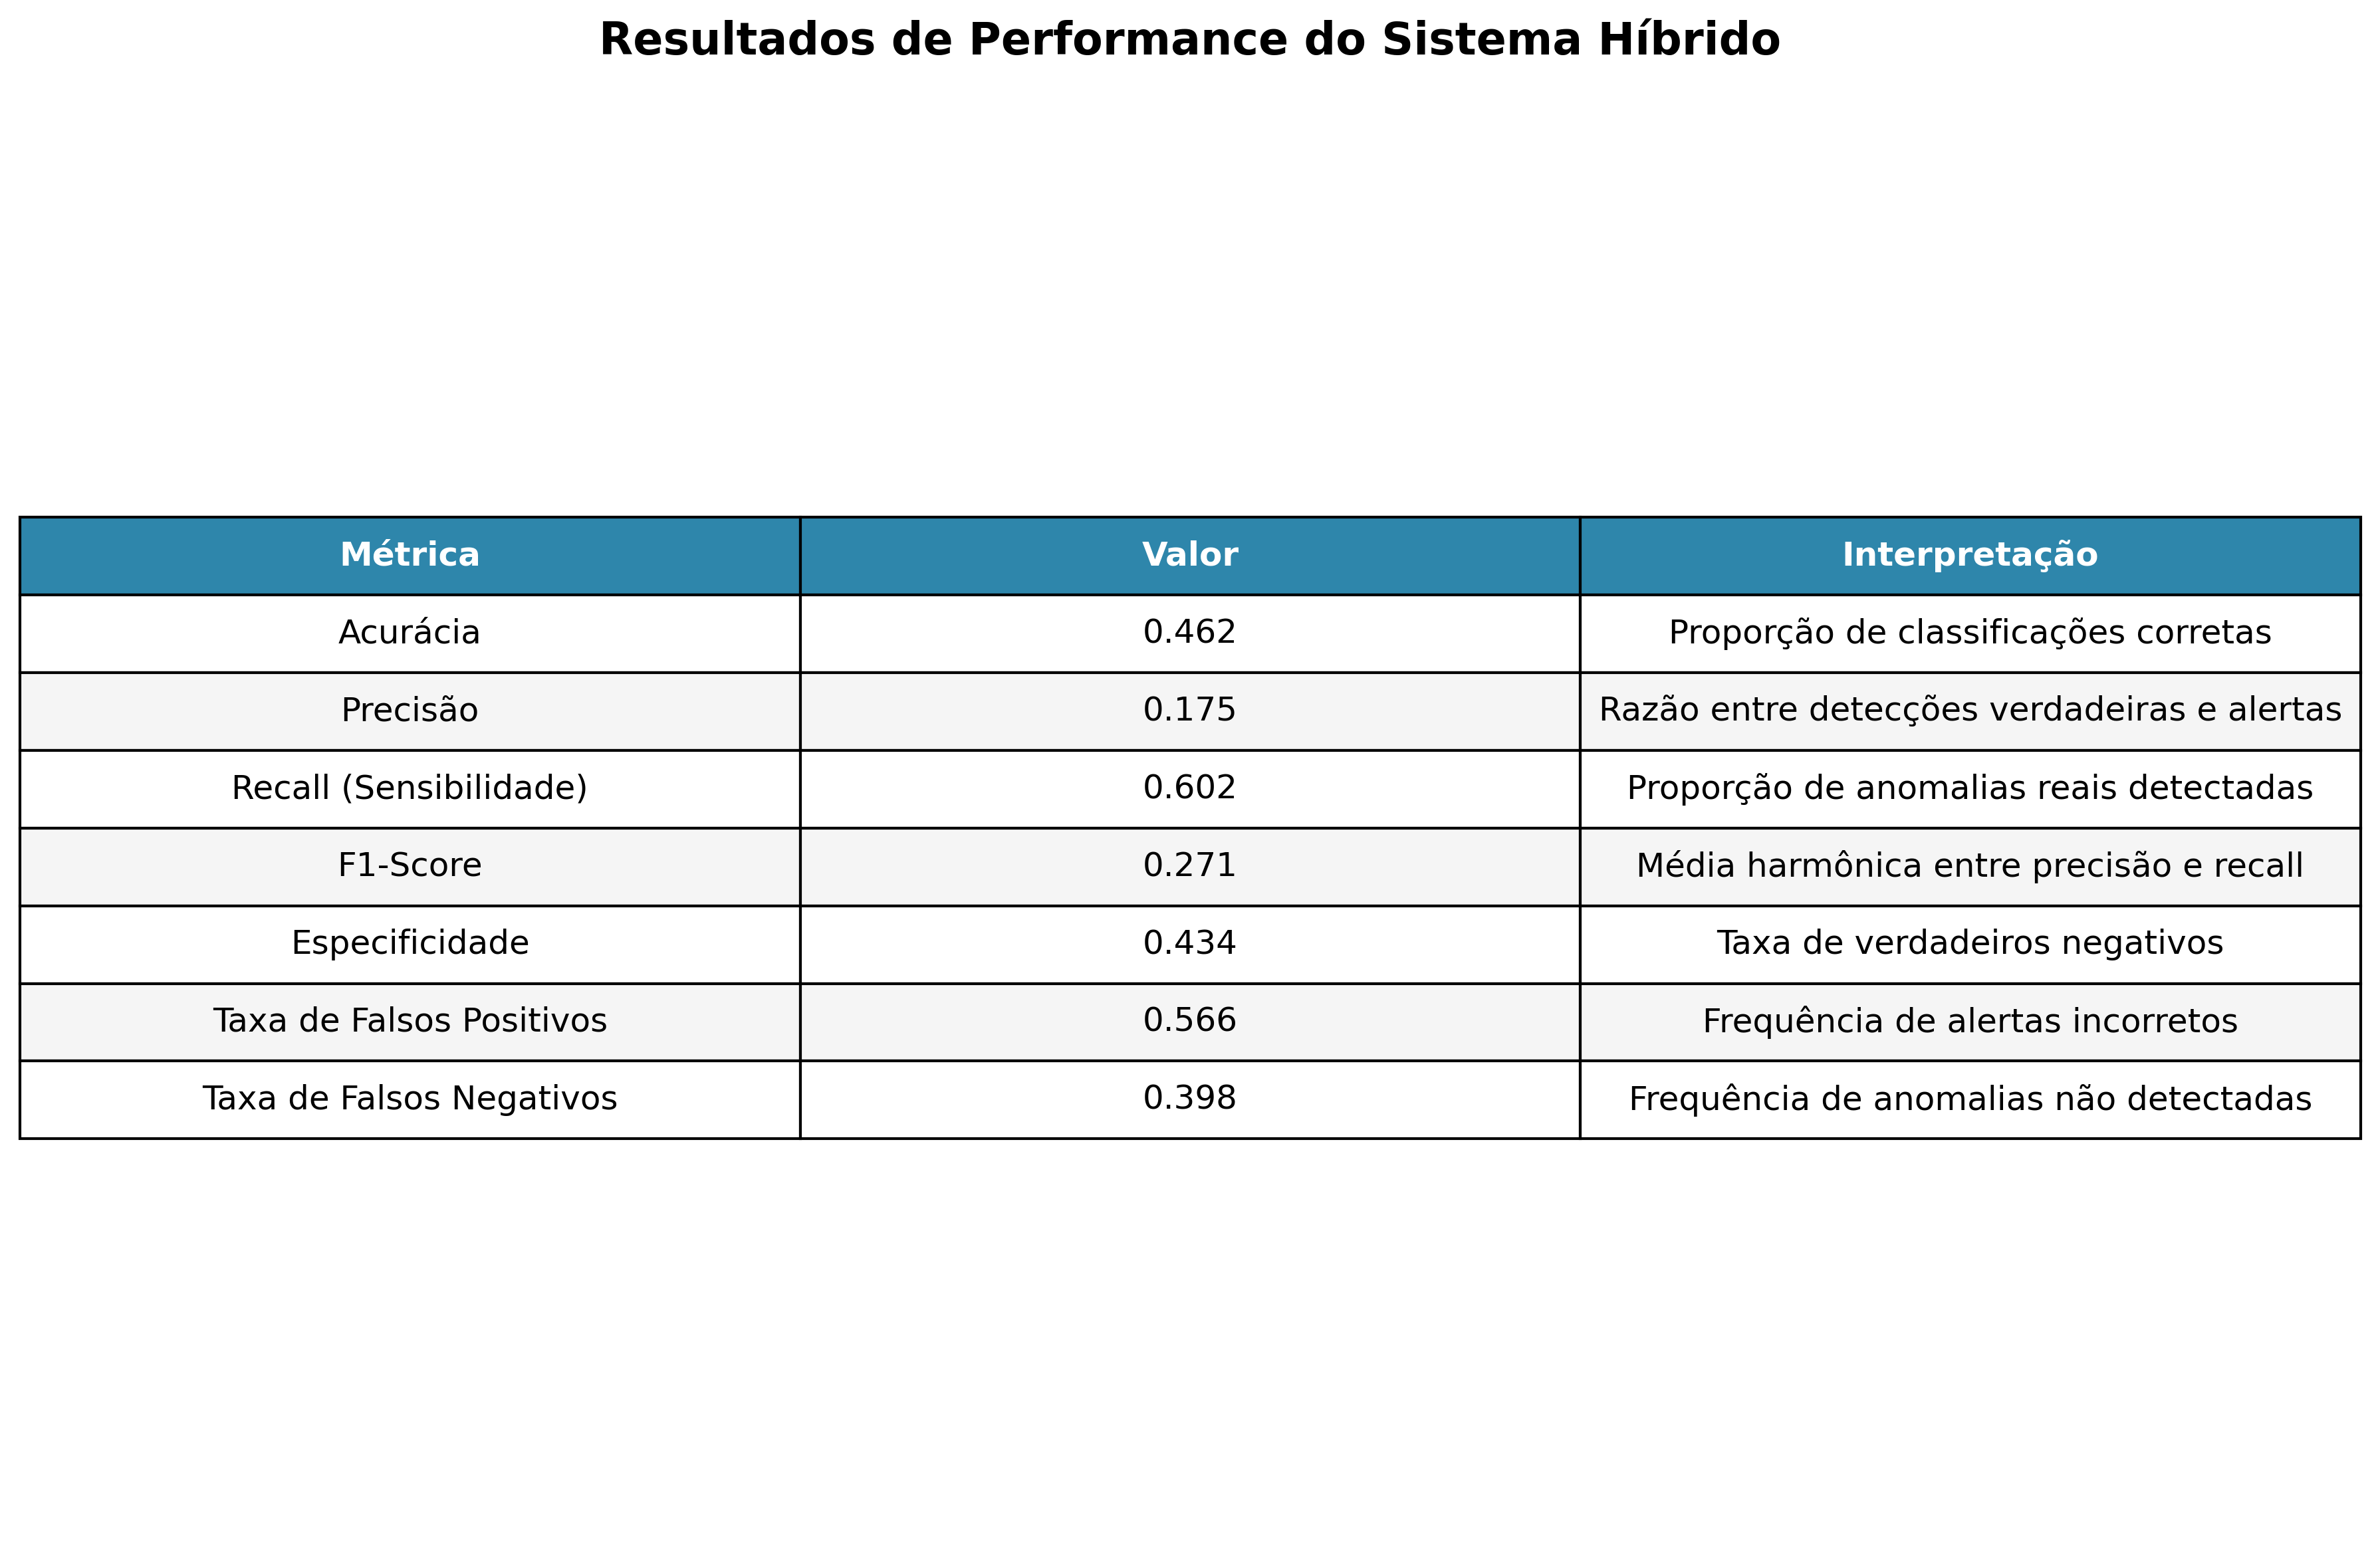 Resultados de Performance do Sistema Híbrido
Métrica Valor Interpretação
Acurácia 0.462 Proporção de classificações corretas
Precisão 0.175 Razão entre detecções verdadeiras e alertas
Recall (Sensibilidade) 0.602 Proporção de anomalias reais detectadas
F1-Score 0.271 Média harmônica entre precisão e recall
Especificidade 0.434 Taxa de verdadeiros negativos
Taxa de Falsos Positivos 0.566 Frequência de alertas incorretos
Taxa de Falsos Negativos 0.398 Frequência de anomalias não detectadas